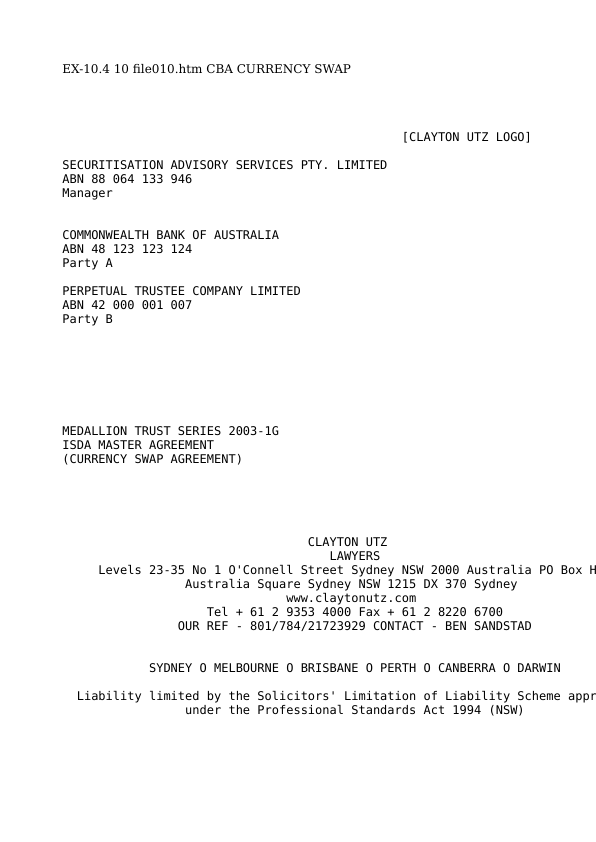 EX-10.4 10 file010.htm CBA CURRENCY SWAP
[CLAYTON UTZ LOGO]
SECURITISATION ADVISORY SERVICES PTY. LIMITED
ABN 88 064 133 946
Manager
COMMONWEALTH BANK OF AUSTRALIA
ABN 48 123 123 124
Party A
PERPETUAL TRUSTEE COMPANY LIMITED
ABN 42 000 001 007
Party B
MEDALLION TRUST SERIES 2003-1G
ISDA MASTER AGREEMENT
(CURRENCY SWAP AGREEMENT)
CLAYTON UTZ
LAWYERS
Levels 23-35 No 1 O'Connell Street Sydney NSW 2000 Australia PO Box H
Australia Square Sydney NSW 1215 DX 370 Sydney
www.claytonutz.com
Tel + 61 2 9353 4000 Fax + 61 2 8220 6700
OUR REF - 801/784/21723929 CONTACT - BEN SANDSTAD
SYDNEY O MELBOURNE O BRISBANE O PERTH O CANBERRA O DARWIN
Liability limited by the Solicitors' Limitation of Liability Scheme appr
under the Professional Standards Act 1994 (NSW)